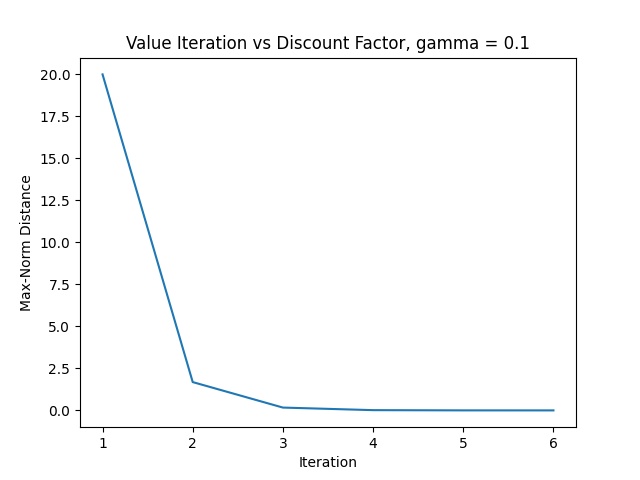 Value Iteration vs Discount Factor, gamma = 0.1
Max-Norm Distance
20.0
17.5
15.0
12.5
10.0
7.5
5.0
2.5
0.0
1 2 3 4 5 6
Iteration